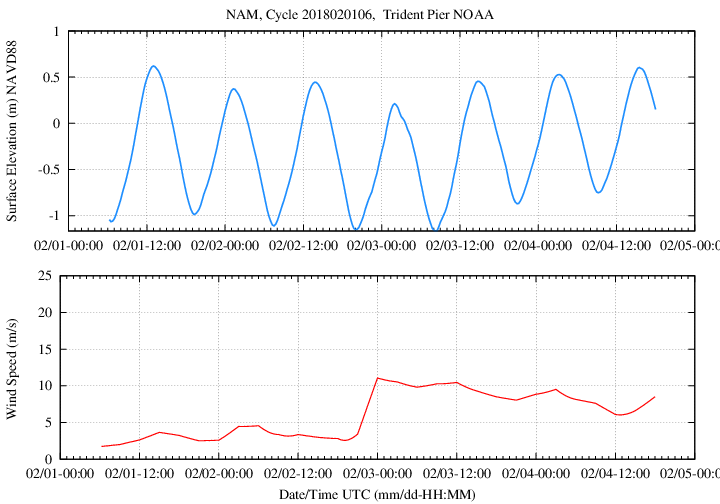 NAM, Cycle 2018020106,  Trident Pier NOAA
Surface Elevation (m) NAVD88
1
0.5
0
-0.5
-1
02/01-00:00 02/01-12:00 02/02-00:00 02/02-12:00 02/03-00:00 02/03-12:00 02/04-00:00 02/04-12:00 02/05-00:0
Wind Speed (m/s)
25
20
15
10
5
0
02/01-00:00 02/01-12:00 02/02-00:00 02/02-12:00 02/03-00:00 02/03-12:00 02/04-00:00 02/04-12:00 02/05-00:0
Date/Time UTC (mm/dd-HH:MM)